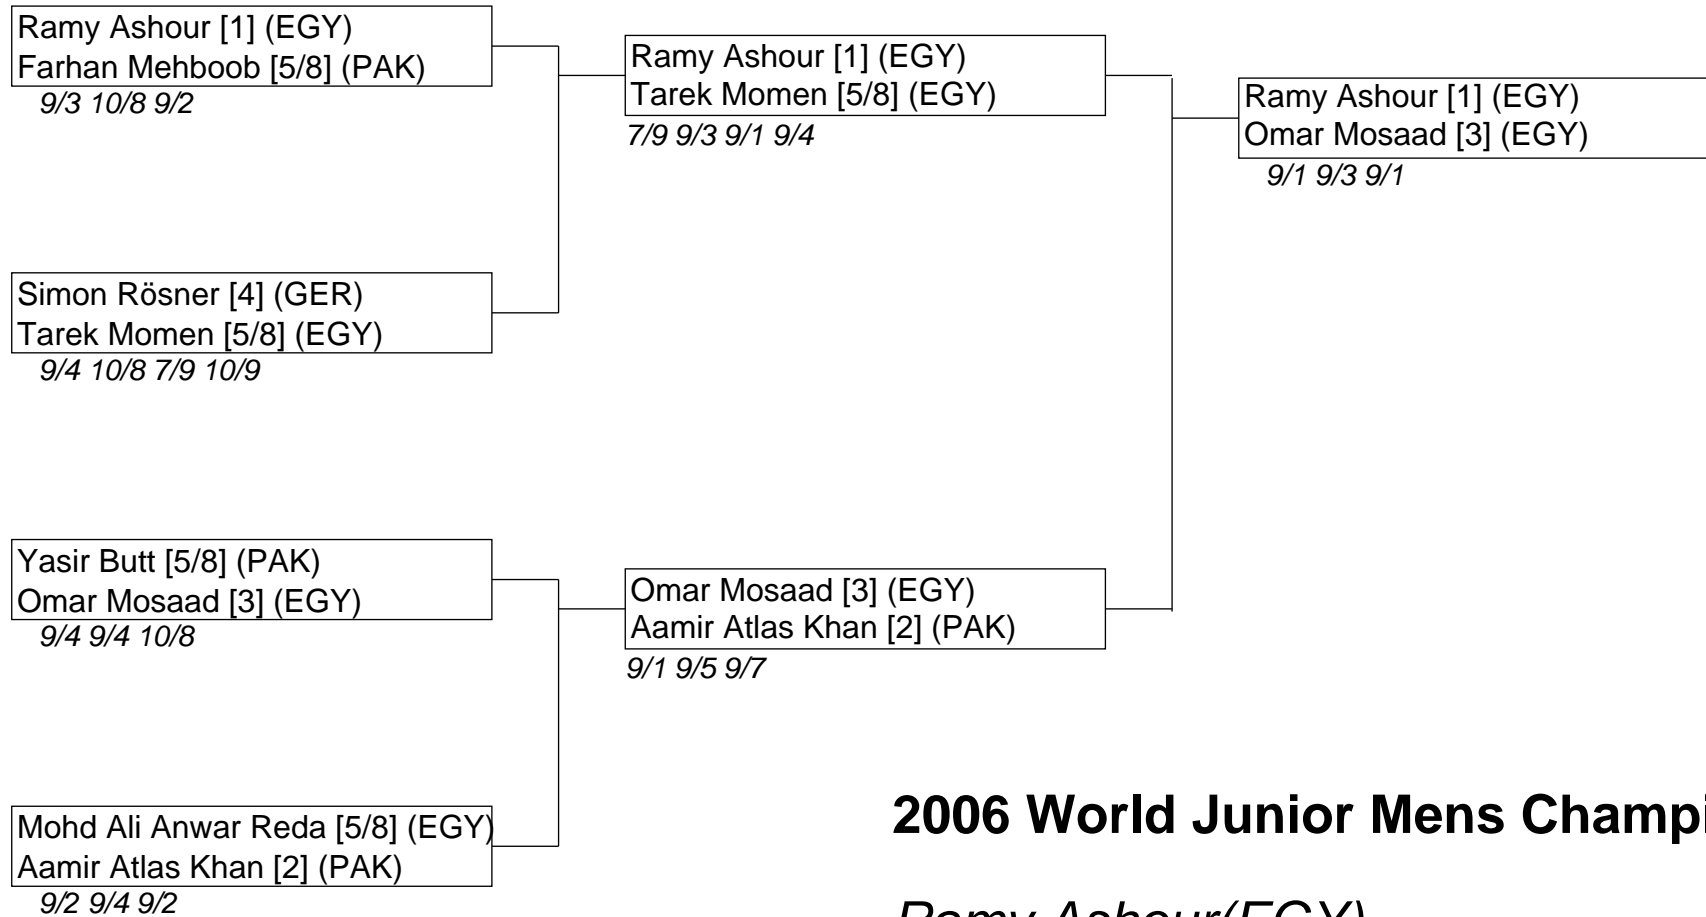 Ramy Ashour [1] (EGY)
Farhan Mehboob [5/8] (PAK)
9/3 10/8 9/2
Simon Rösner [4] (GER)
Tarek Momen [5/8] (EGY)
9/4 10/8 7/9 10/9
Yasir Butt [5/8] (PAK)
Omar Mosaad [3] (EGY)
9/4 9/4 10/8
Mohd Ali Anwar Reda [5/8] (EGY)
Aamir Atlas Khan [2] (PAK)
9/2 9/4 9/2
Ramy Ashour [1] (EGY)
Tarek Momen [5/8] (EGY)
7/9 9/3 9/1 9/4
Omar Mosaad [3] (EGY)
Aamir Atlas Khan [2] (PAK)
9/1 9/5 9/7
Ramy Ashour [1] (EGY)
Omar Mosaad [3] (EGY)
9/1 9/3 9/1
2006 World Junior Mens Champi
Ramy Ashour(EGY)